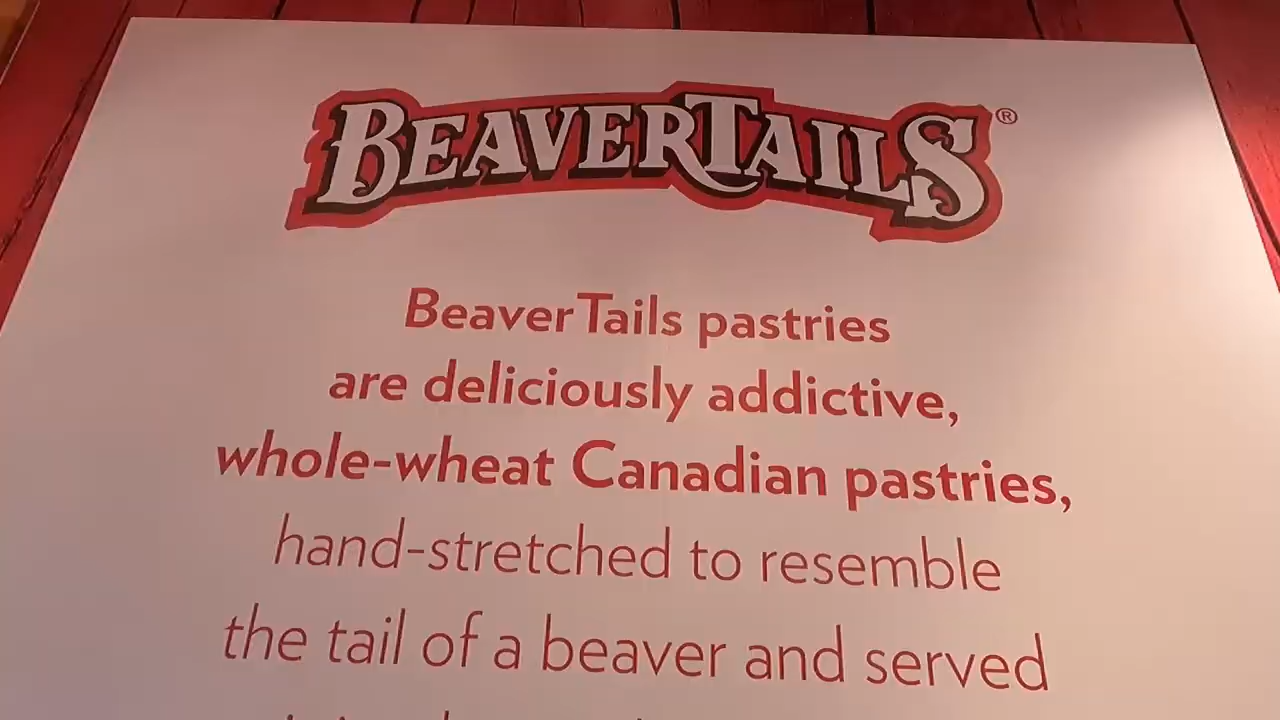 BEAVERTAILS®
BeaverTails pastries
are deliciously addictive,
whole-wheat Canadian pastries,
hand-stretched to resemble
the tail of a beaver and served